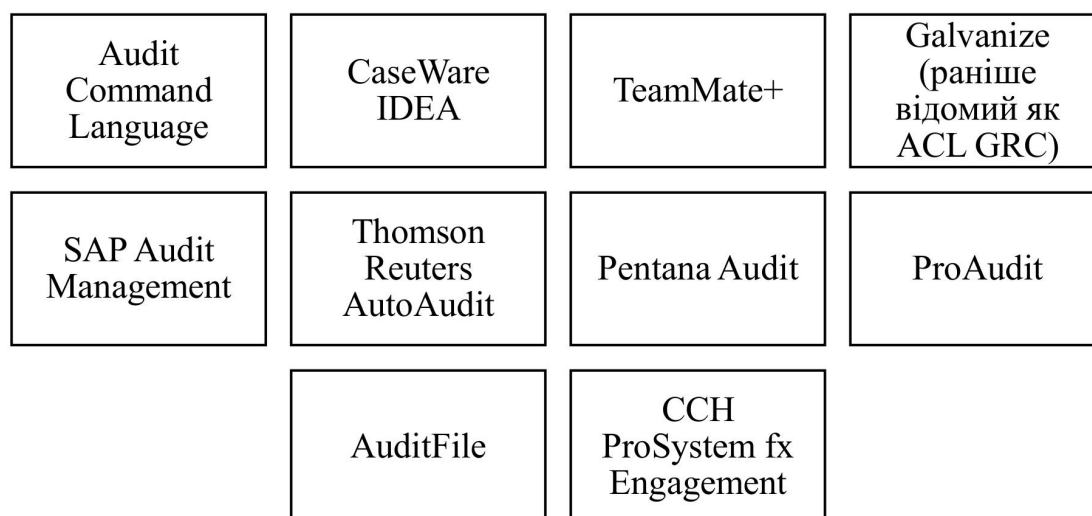 Audit
Command
Language
CaseWare
IDEA
TeamMate+
Galvanize
(раніше
відомий як
ACL GRC)
SAP Audit
Management
Thomson
Reuters
AutoAudit
Pentana Audit
ProAudit
AuditFile
CCH
ProSystem fx
Engagement